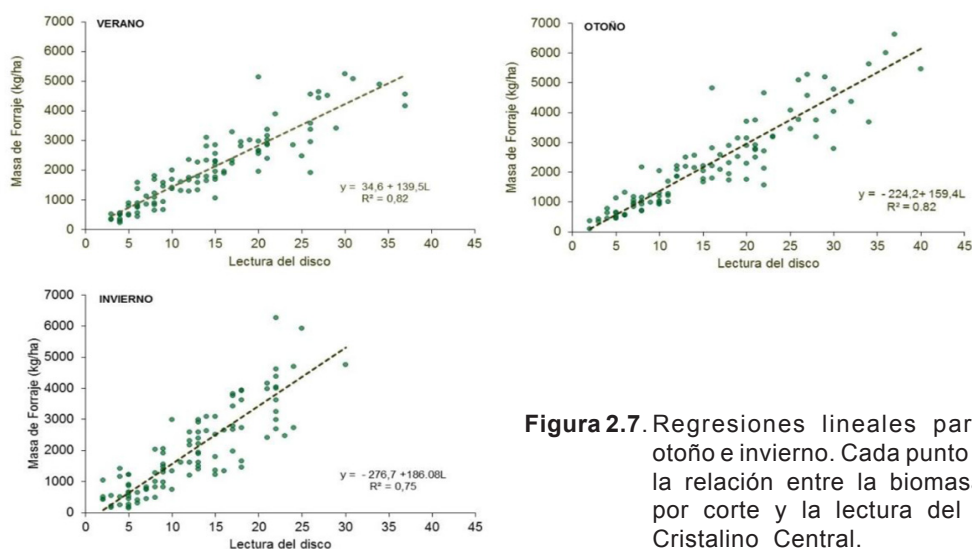 VERANO
Masa de Forraje (kg/ha)
7000
6000
5000
4000
3000
2000
1000
0
y = 34,6 + 139,5L
R² = 0,82
0 5 10 15 20 25 30 35 40 45
Lectura del disco
OTOÑO
Masa de Forraje (kg/ha)
7000
6000
5000
4000
3000
2000
1000
0
y = - 224,2+ 159,4L
R² = 0.82
0 5 10 15 20 25 30 35 40 45
Lectura del disco
INVIERNO
Masa de Forraje (kg/ha)
7000
6000
5000
4000
3000
2000
1000
0
y = - 276,7 +186.08L
R² = 0,75
0 5 10 15 20 25 30 35 40 45
Lectura del disco
Figura 2.7. Regresiones lineales par
otoño e invierno. Cada punto
la relación entre la biomas
por corte y la lectura del
Cristalino Central.